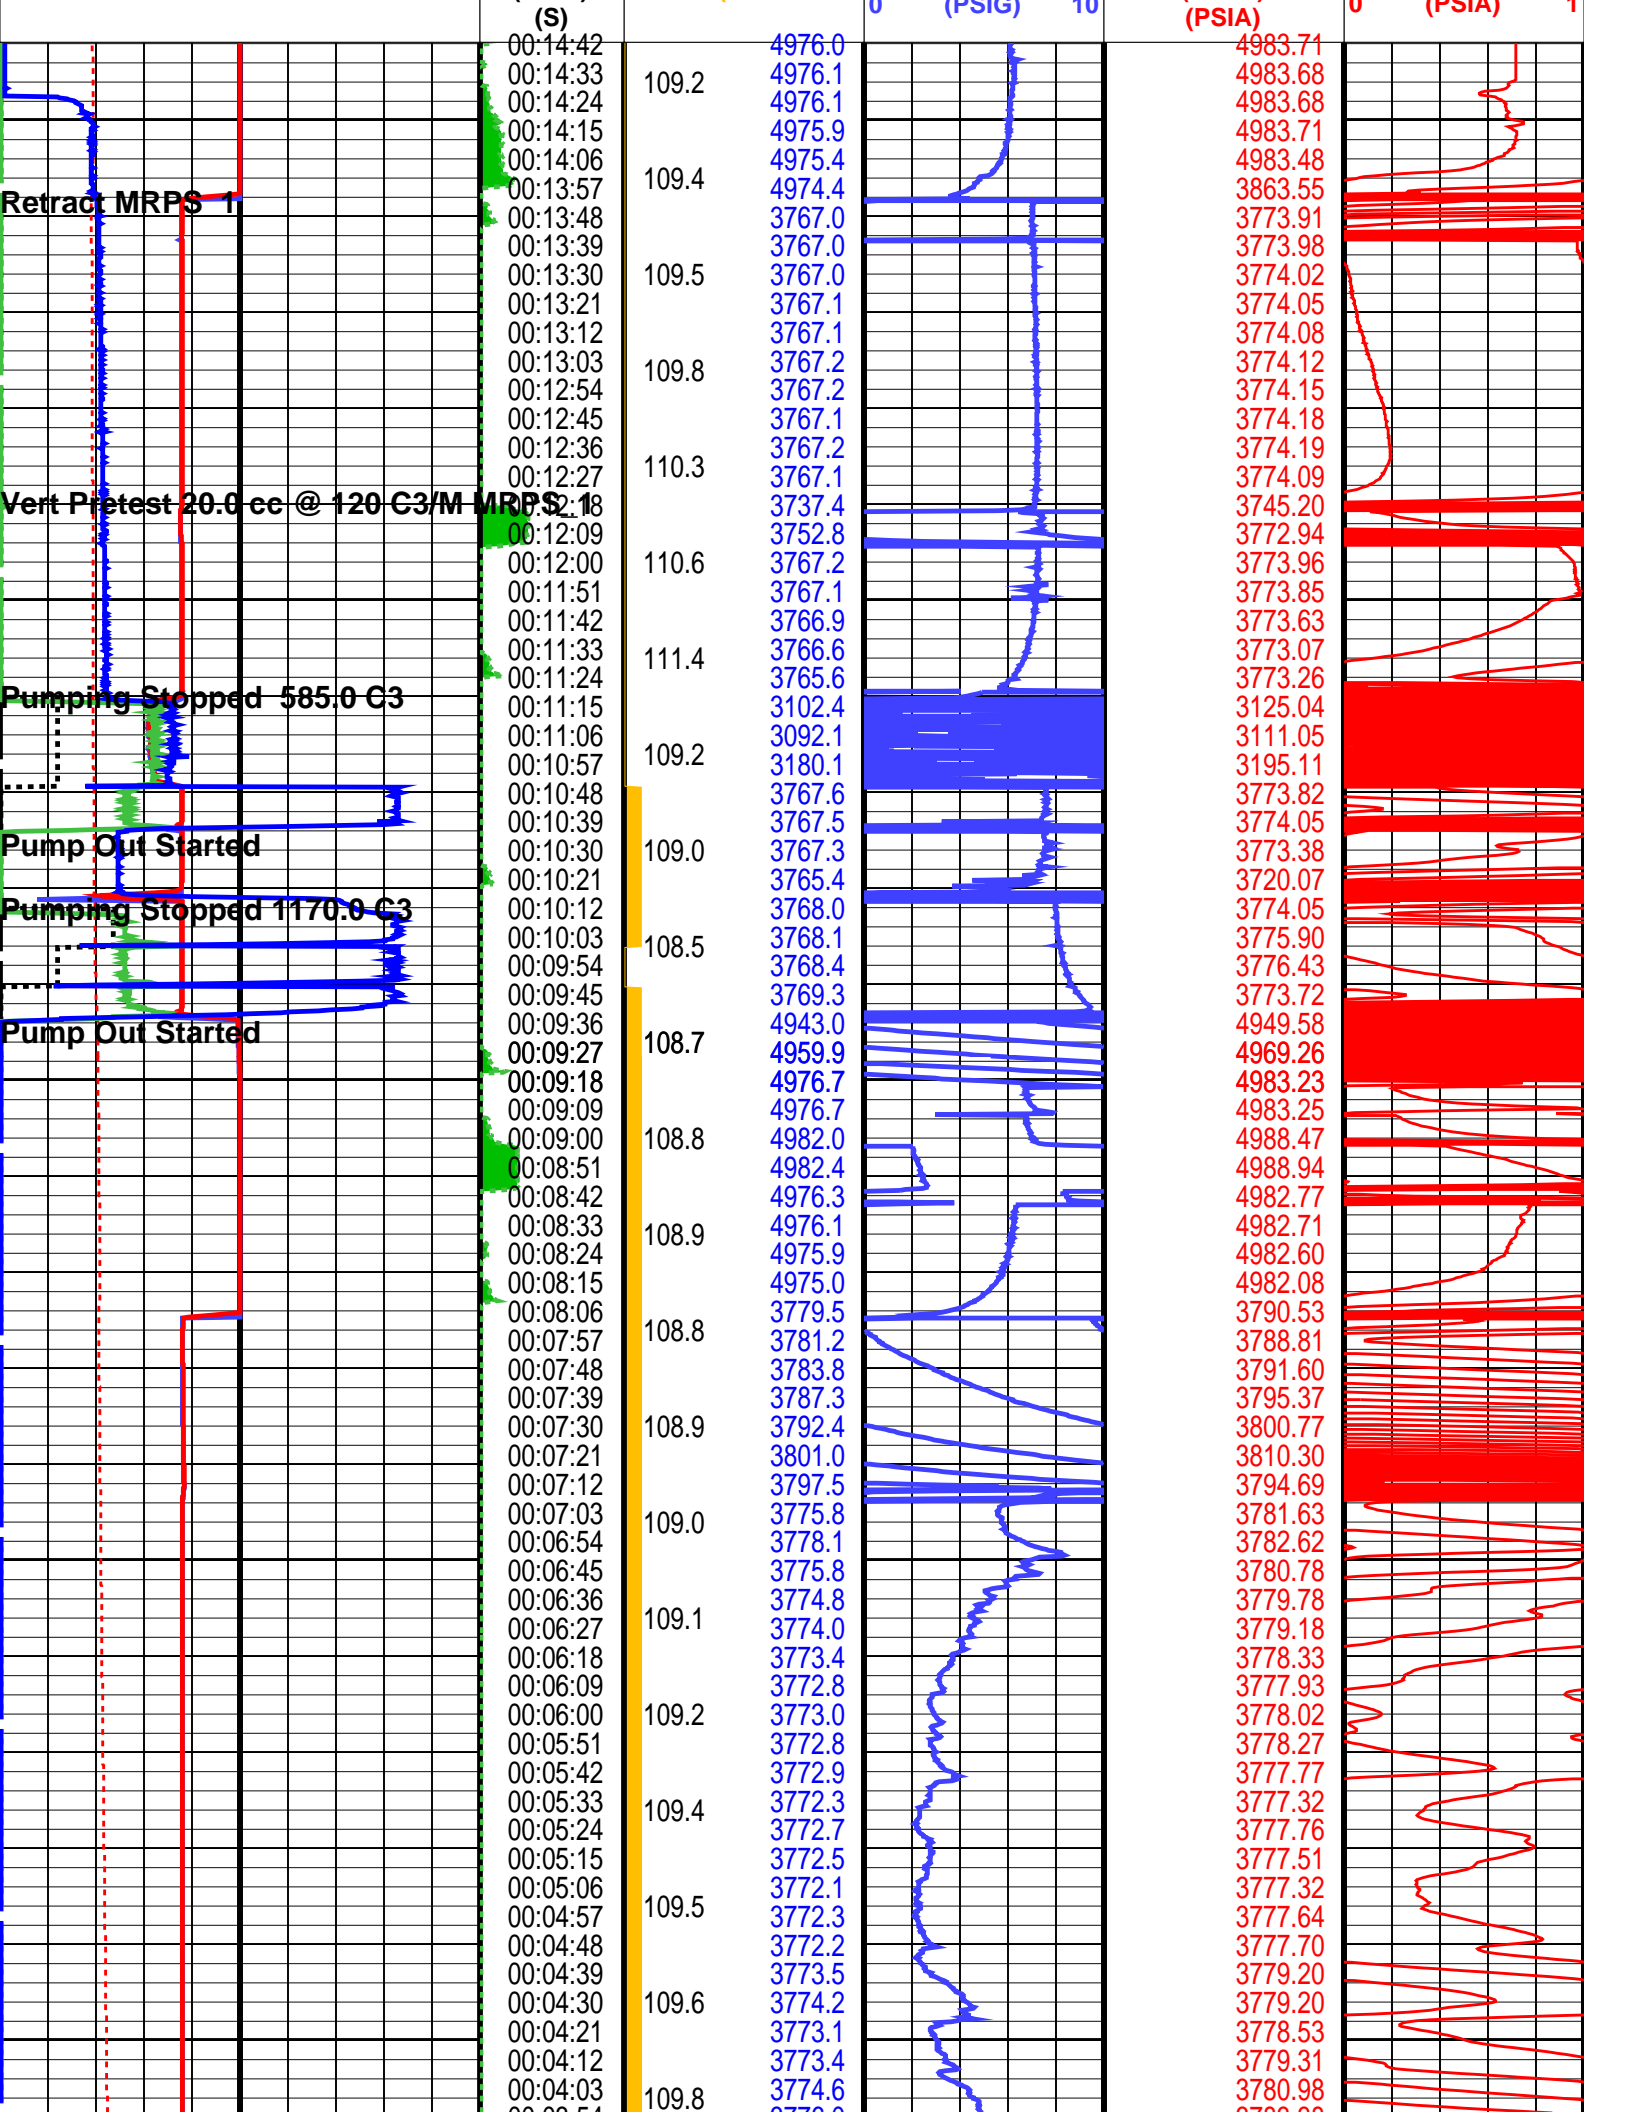 (S)
0 (PSIG) 10
(PSIA)
0 (PSIA) 1
00:14:42 4976.0 4983.71
109.2
00:14:33 4976.1 4983.68
00:14:24 4976.1 4983.68
00:14:15 4975.9 4983.71
00:14:06 4975.4 4983.48
109.4
00:13:57 4974.4 3863.55
Retract MRPS 1
00:13:48 3767.0 3773.91
00:13:39 3767.0 3773.98
00:13:30 109.5 3767.0 3774.02
00:13:21 3767.1 3774.05
00:13:12 3767.1 3774.08
00:13:03 109.8 3767.2 3774.12
00:12:54 3767.2 3774.15
00:12:45 3767.1 3774.18
00:12:36 3767.2 3774.19
110.3
00:12:27 3767.1 3774.09
Vert Pretest 20.0 cc @ 120 C3/M MRPS 1
00:12:18 3737.4 3745.20
00:12:09 3752.8 3772.94
00:12:00 110.6 3767.2 3773.96
00:11:51 3767.1 3773.85
00:11:42 3766.9 3773.63
00:11:33 111.4 3766.6 3773.07
00:11:24 3765.6 3773.26
Pumping Stopped 585.0 C3
00:11:15 3102.4 3125.04
00:11:06 3092.1 3111.05
109.2
00:10:57 3180.1 3195.11
00:10:48 3767.6 3773.82
00:10:39 3767.5 3774.05
Pump Out Started
00:10:30 109.0 3767.3 3773.38
00:10:21 3765.4 3720.07
Pumping Stopped 1170.0 C3
00:10:12 3768.0 3774.05
00:10:03 108.5 3768.1 3775.90
00:09:54 3768.4 3776.43
00:09:45 3769.3 3773.72
Pump Out Started
00:09:36 4943.0 4949.58
108.7
00:09:27 4959.9 4969.26
00:09:18 4976.7 4983.23
00:09:09 4976.7 4983.25
00:09:00 108.8 4982.0 4988.47
00:08:51 4982.4 4988.94
00:08:42 4976.3 4982.77
00:08:33 108.9 4976.1 4982.71
00:08:24 4975.9 4982.60
00:08:15 4975.0 4982.08
00:08:06 3779.5 3790.53
108.8
00:07:57 3781.2 3788.81
00:07:48 3783.8 3791.60
00:07:39 3787.3 3795.37
00:07:30 108.9 3792.4 3800.77
00:07:21 3801.0 3810.30
00:07:12 3797.5 3794.69
00:07:03 109.0 3775.8 3781.63
00:06:54 3778.1 3782.62
00:06:45 3775.8 3780.78
00:06:36 3774.8 3779.78
109.1
00:06:27 3774.0 3779.18
00:06:18 3773.4 3778.33
00:06:09 3772.8 3777.93
00:06:00 109.2 3773.0 3778.02
00:05:51 3772.8 3778.27
00:05:42 3772.9 3777.77
00:05:33 109.4 3772.3 3777.32
00:05:24 3772.7 3777.76
00:05:15 3772.5 3777.51
00:05:06 3772.1 3777.32
109.5
00:04:57 3772.3 3777.64
00:04:48 3772.2 3777.70
00:04:39 3773.5 3779.20
00:04:30 109.6 3774.2 3779.20
00:04:21 3773.1 3778.53
00:04:12 3773.4 3779.31
00:04:03 109.8 3774.6 3780.98